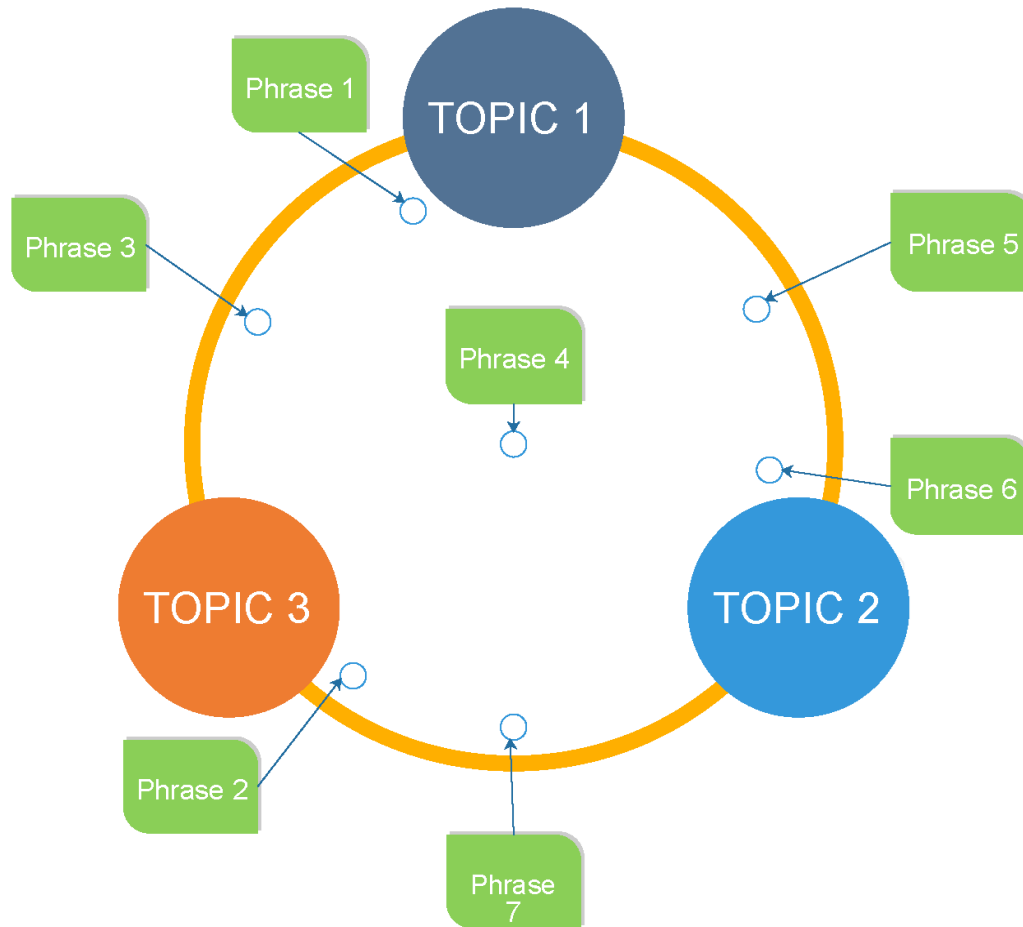 Phrase 1
TOPIC 1
Phrase 3
Phrase 5
Phrase 4
Phrase 6
TOPIC 3
TOPIC 2
Phrase 2
Phrase
7